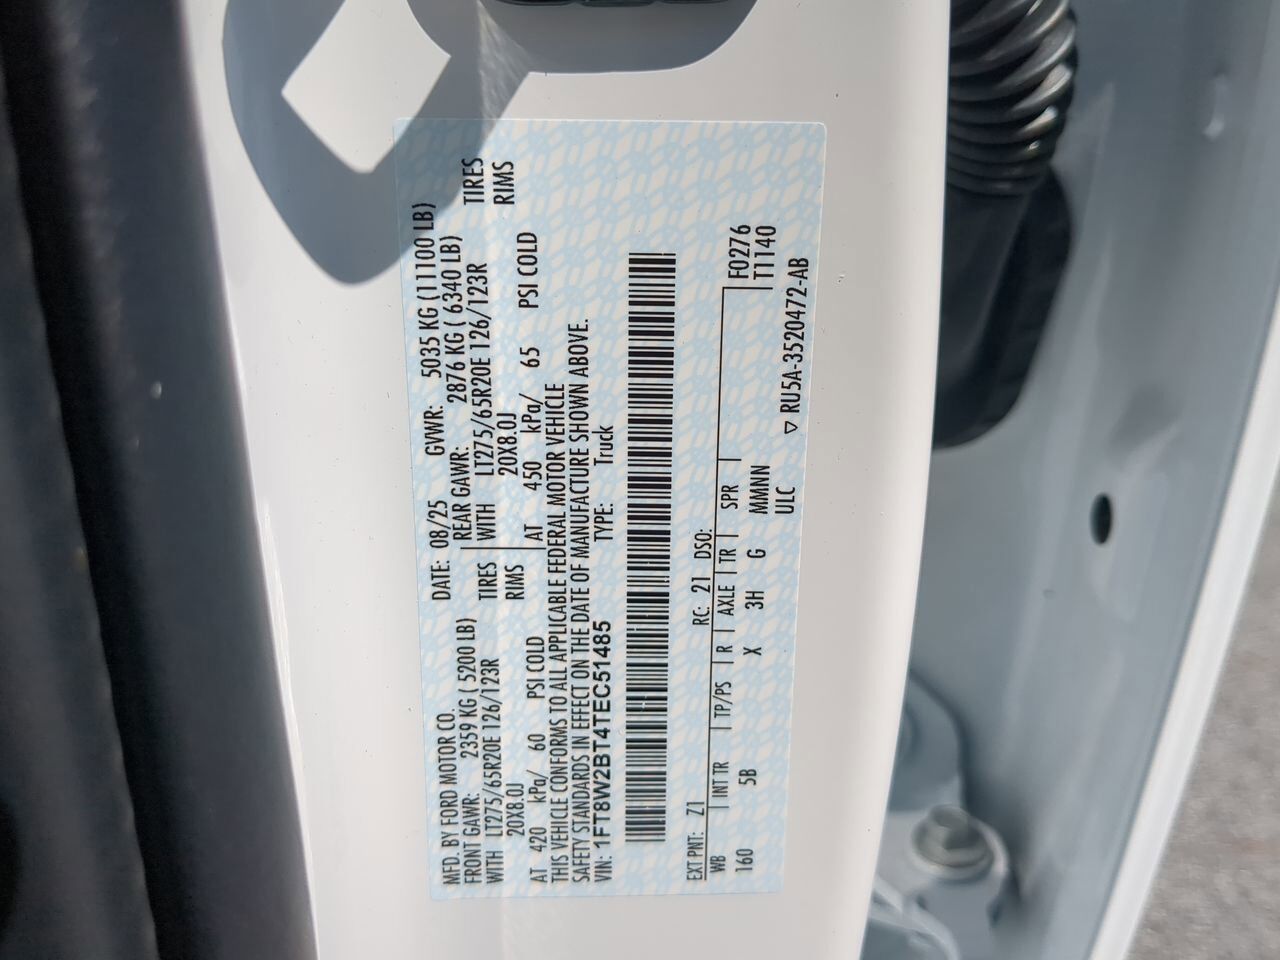 MFD. BY FORD MOTOR CO. DATE: 08/25 GVWR: 5035 KG (11100 LB)
FRONT GAWR: 2359 KG ( 5200 LB) REAR GAWR: 2876 KG ( 6340 LB)
WITH LT275/65R20E 126/123R TIRES WITH LT275/65R20E 126/123R TIRES
20X8.0J RIMS 20X8.0J RIMS
AT 420 kPa/ 60 PSI COLD AT 450 kPa/ 65 PSI COLD
THIS VEHICLE CONFORMS TO ALL APPLICABLE FEDERAL MOTOR VEHICLE
SAFETY STANDARDS IN EFFECT ON THE DATE OF MANUFACTURE SHOWN ABOVE.
VIN: 1FT8W2BT4TEC51485 TYPE: Truck
EXT PNT: Z1 RC: 21 DSO: F0276
WB INT TR TP/PS R AXLE TR SPR T1140
160 5B X 3H G MMNN
ULC ▽ RU5A-3520472-AB